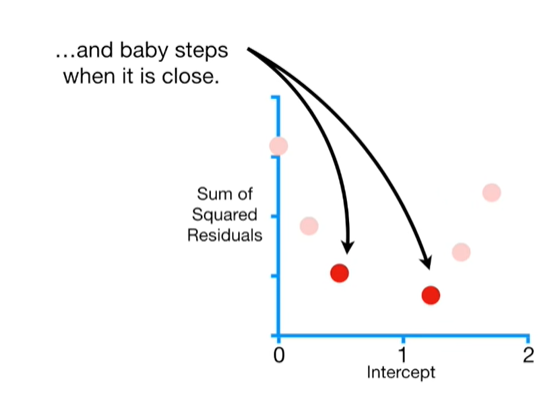 ...and baby steps
when it is close.
Sum of
Squared
Residuals
0
1
2
Intercept